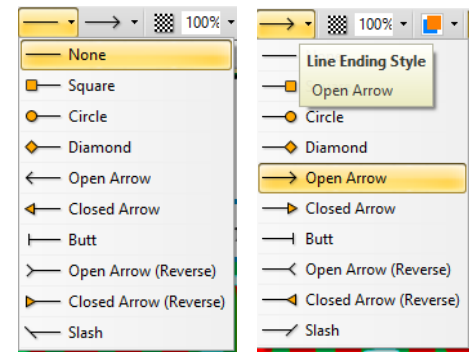 100%
None
Square
Circle
Diamond
Open Arrow
Closed Arrow
Butt
Open Arrow (Reverse)
Closed Arrow (Reverse)
Slash
100%
Line Ending Style
Open Arrow
Circle
Diamond
Open Arrow
Closed Arrow
Butt
Open Arrow (Reverse)
Closed Arrow (Reverse)
Slash